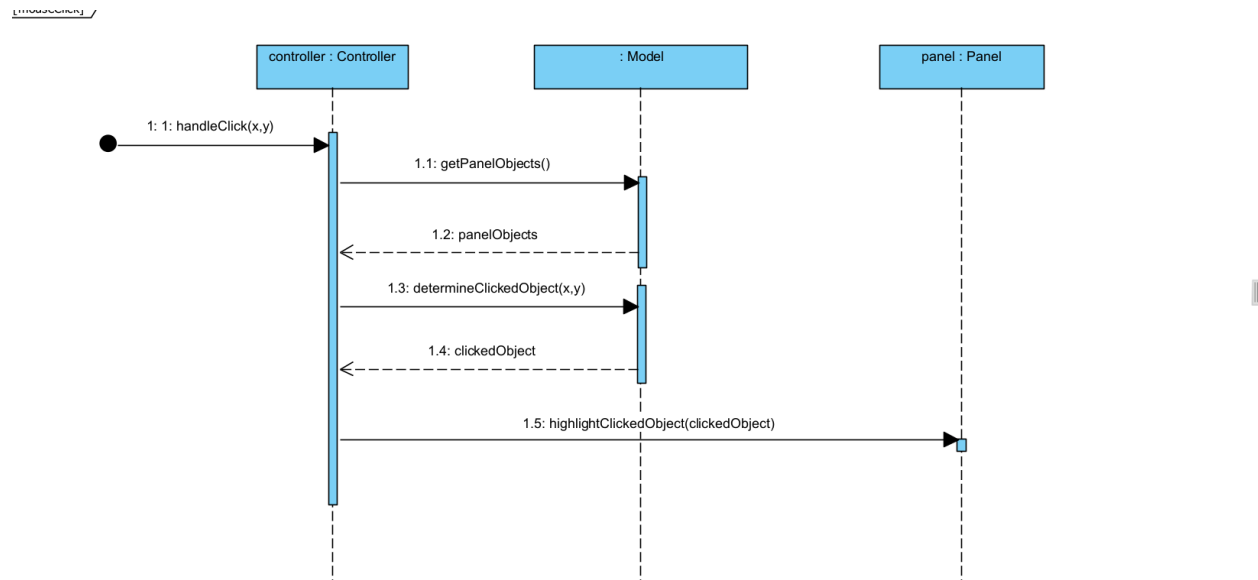 [mouseClick]
controller : Controller
: Model
panel : Panel
1: 1: handleClick(x,y)
1.1: getPanelObjects()
1.2: panelObjects
1.3: determineClickedObject(x,y)
1.4: clickedObject
1.5: highlightClickedObject(clickedObject)